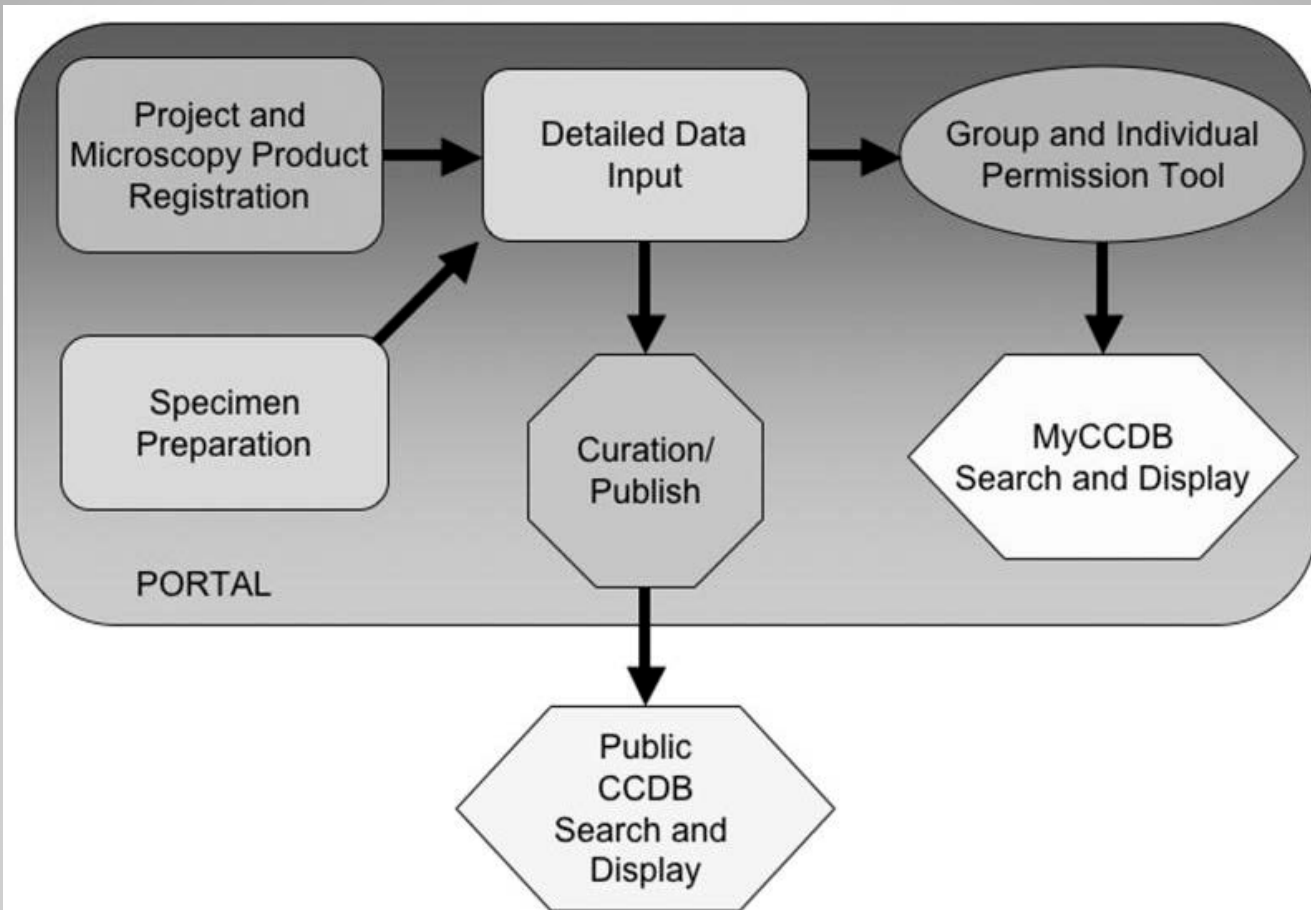 Project and
Microscopy Product
Registration
Detailed Data
Input
Group and Individual
Permission Tool
Specimen
Preparation
Curation/
Publish
MyCCDB
Search and Display
PORTAL
Public
CCDB
Search and
Display